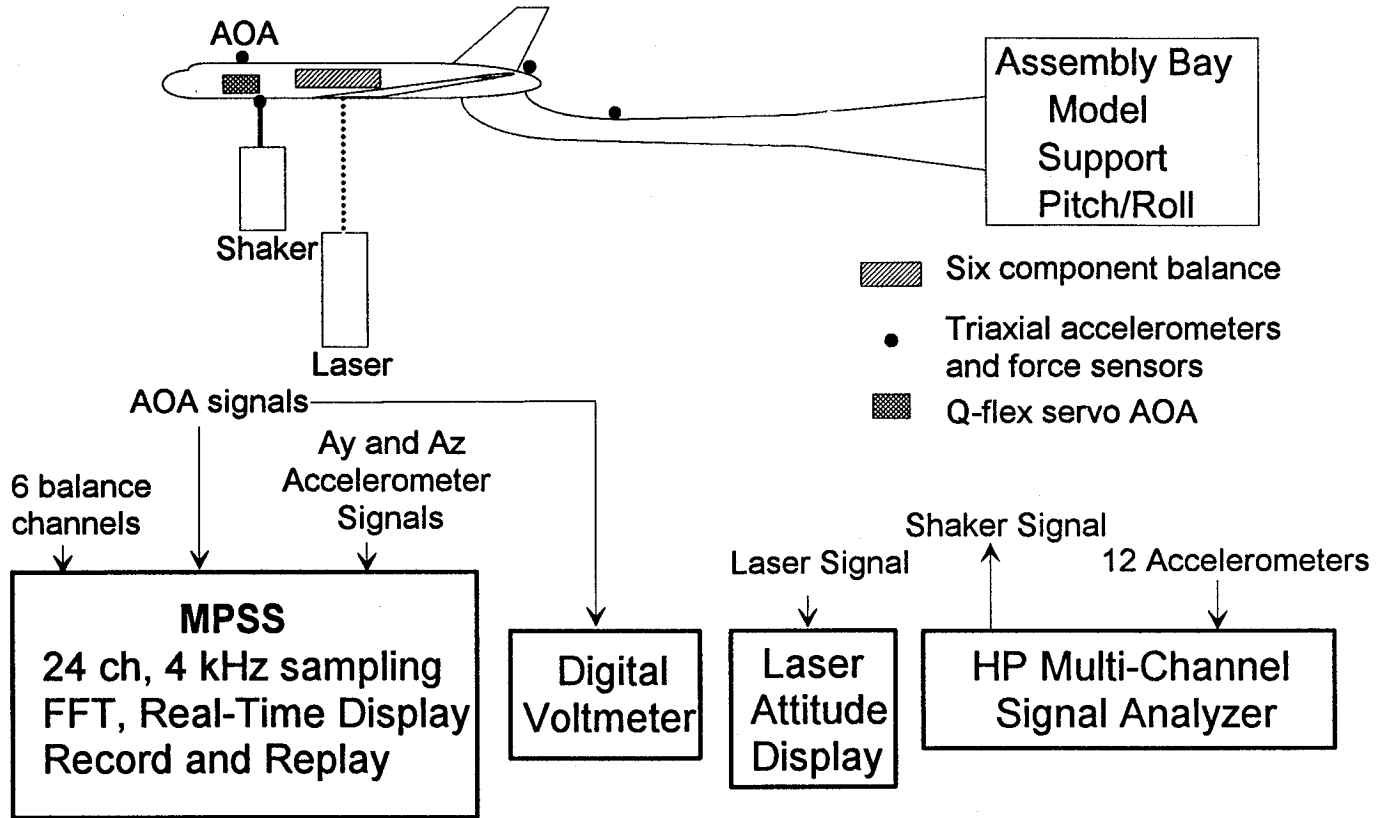 AOA
Assembly Bay
Model
Support
Pitch/Roll
Shaker
Laser
Six component balance
Triaxial accelerometers
and force sensors
Q-flex servo AOA
AOA signals
Ay and Az
Accelerometer
Signals
6 balance
channels
Shaker Signal
Laser Signal
12 Accelerometers
MPSS
24 ch, 4 kHz sampling
FFT, Real-Time Display
Record and Replay
Digital
Voltmeter
Laser
Attitude
Display
HP Multi-Channel
Signal Analyzer